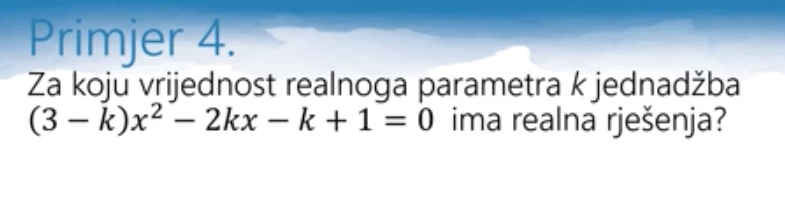 Primjer 4.
Za koju vrijednost realnoga parametra k jednadžba
(3 − k)x² − 2kx − k + 1 = 0 ima realna rješenja?